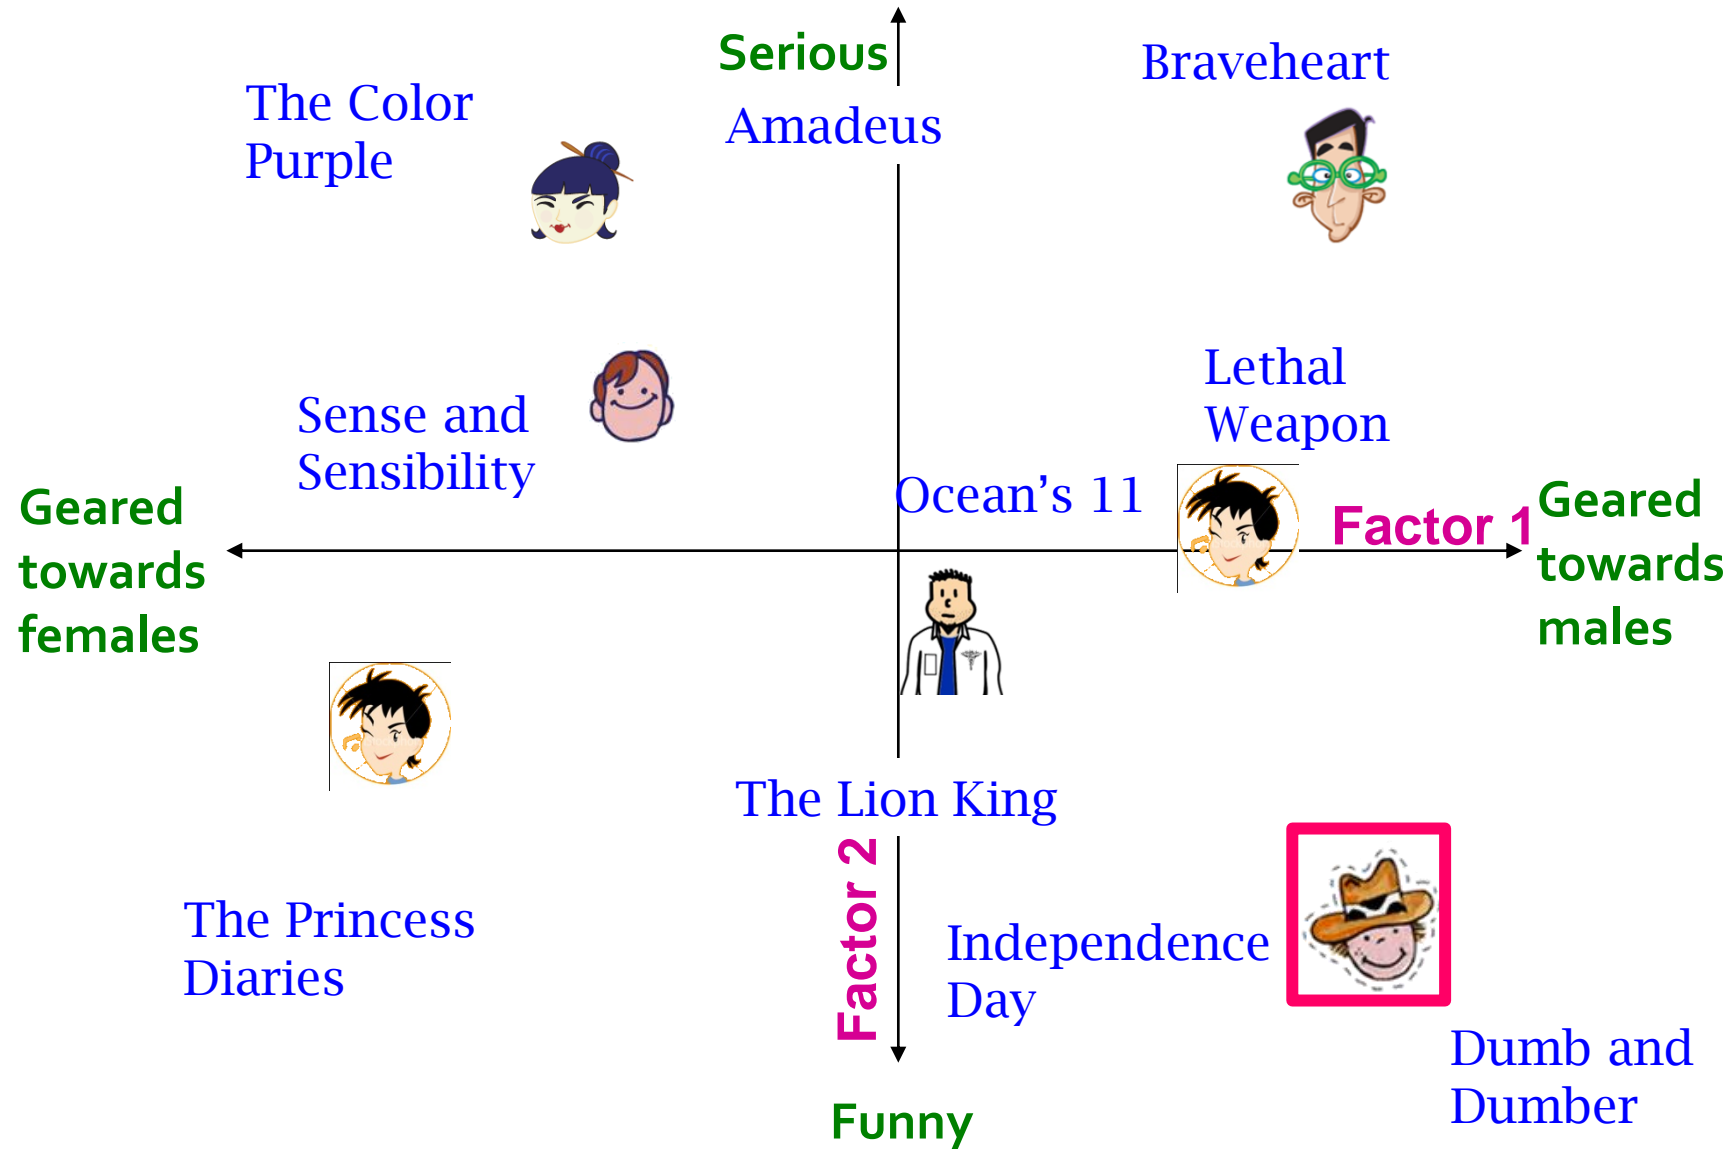 Serious
Braveheart
The Color
Purple
Amadeus
Lethal
Weapon
Sense and
Sensibility
Ocean’s 11
Geared
towards
females
Factor 1
Geared
towards
males
The Lion King
Factor 2
The Princess
Diaries
Independence
Day
Dumb and
Dumber
Funny